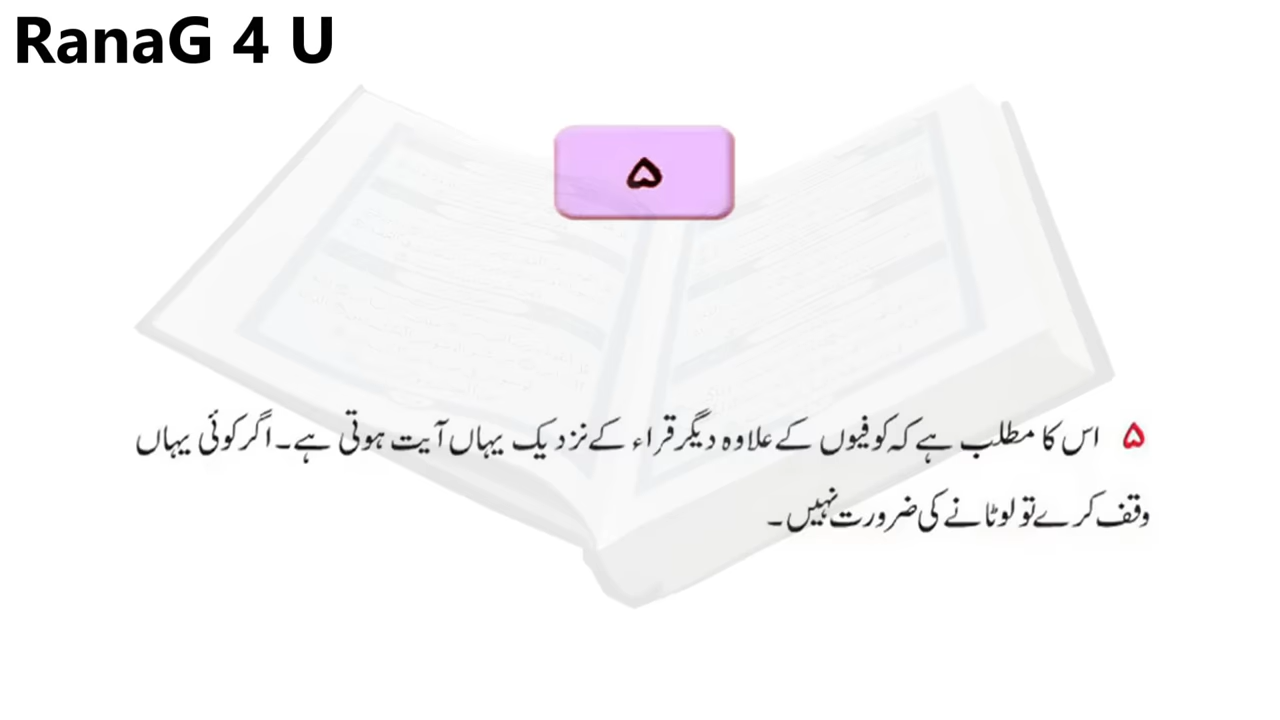 RanaG 4 U
۵
۵ اس کا مطلب ہے کہ کوفیوں کے علاوہ دیگر قراء کے نزدیک یہاں آیت ہوتی ہے۔ اگر کوئی یہاں
وقف کرے تو لوٹانے کی ضرورت نہیں۔